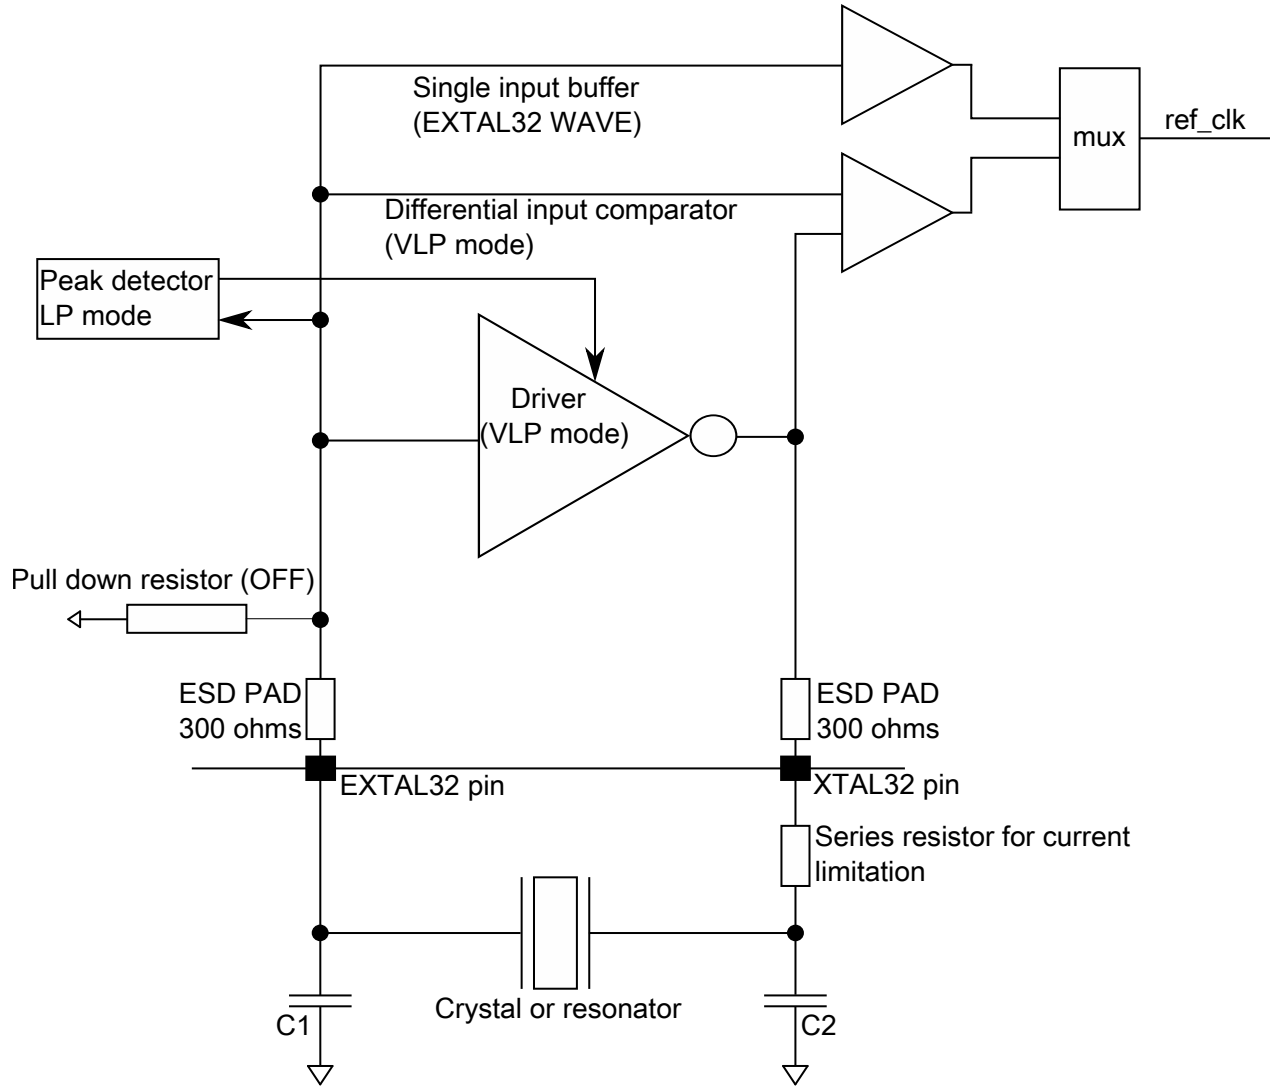 Single input buffer
(EXTAL32 WAVE)
ref_clk
mux
Differential input comparator
(VLP mode)
Peak detector
LP mode
Driver
(VLP mode)
Pull down resistor (OFF)
ESD PAD
300 ohms
ESD PAD
300 ohms
EXTAL32 pin
XTAL32 pin
Series resistor for current
limitation
Crystal or resonator
C1
C2